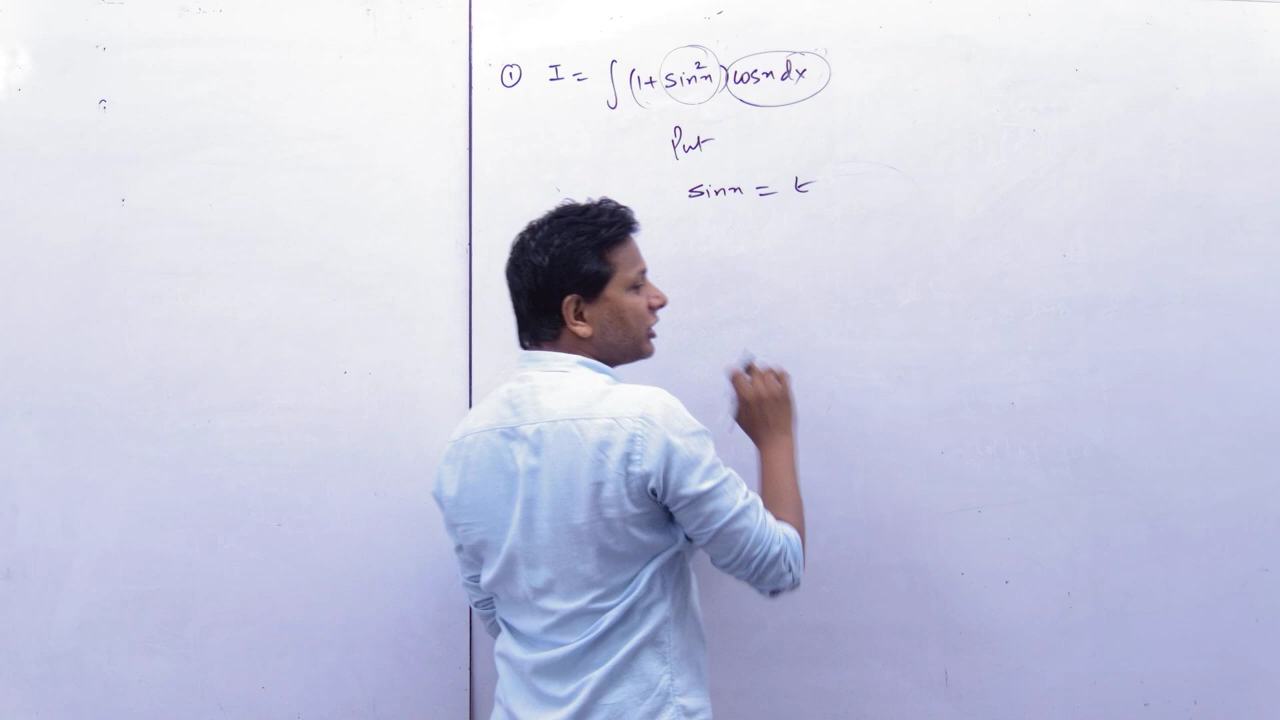 ① I = ∫ (1 + sin²x) cosx dx
Put
sinx = t